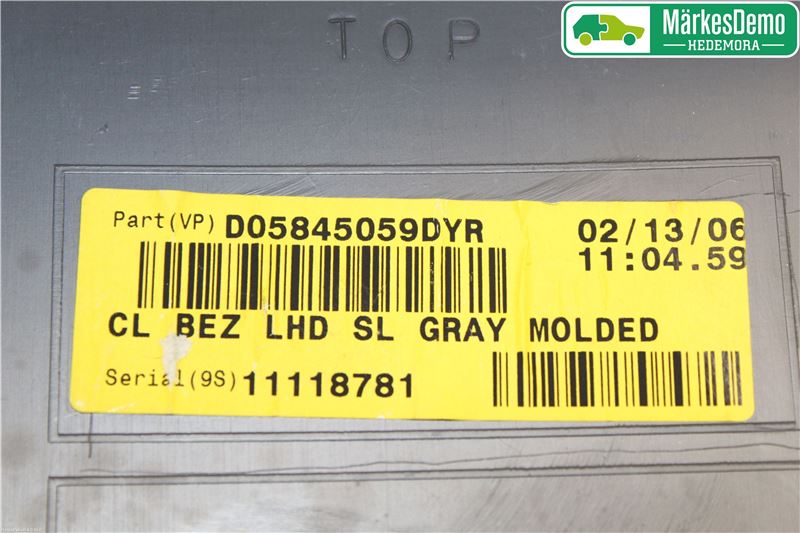 TOP
MärkesDemo
HEDEMORA
Part(VP) D05845059DYR 02/13/06
11:04.59
CL BEZ LHD SL GRAY MOLDED
Serial(9S) 11118781